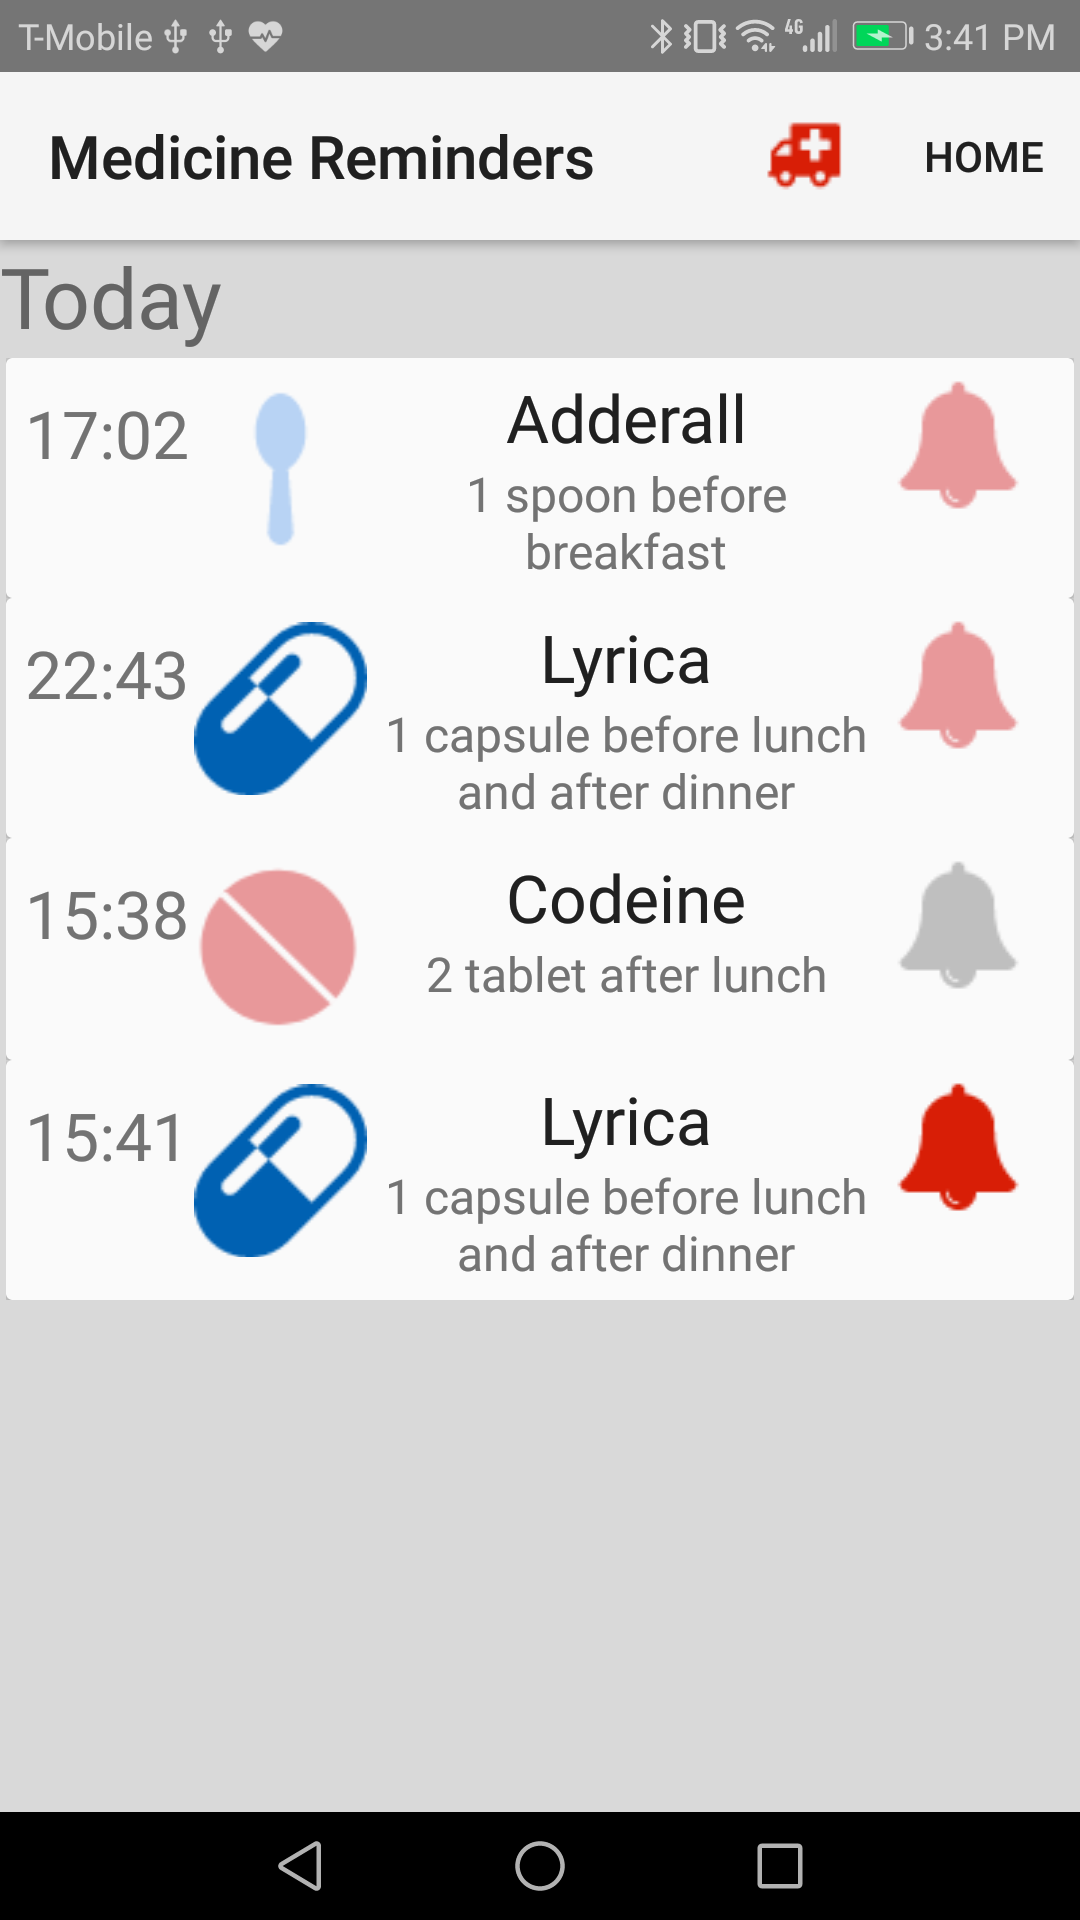 T-Mobile 4G 3:41 PM
Medicine Reminders HOME
Today
17:02 Adderall
1 spoon before
breakfast
22:43 Lyrica
1 capsule before lunch
and after dinner
15:38 Codeine
2 tablet after lunch
15:41 Lyrica
1 capsule before lunch
and after dinner